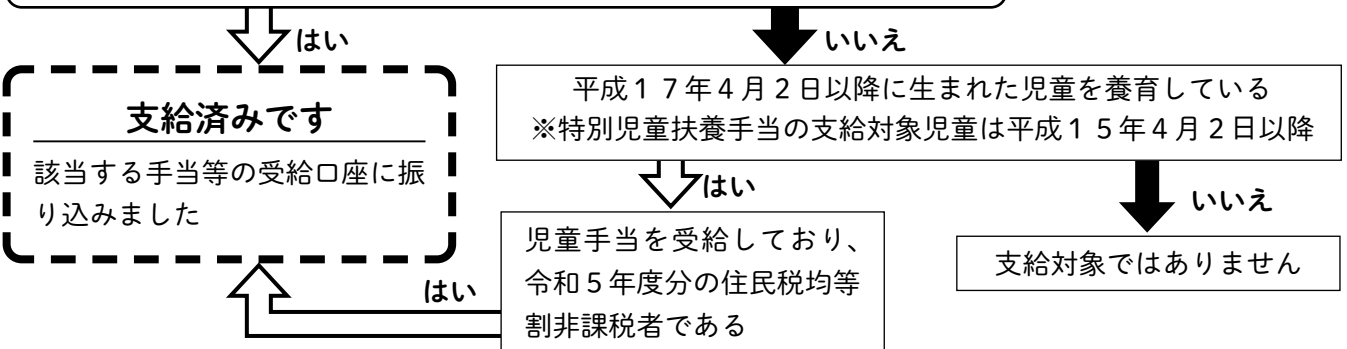 はい
いいえ
支給済みです
該当する手当等の受給口座に振
り込みました
平成１７年４月２日以降に生まれた児童を養育している
※特別児童扶養手当の支給対象児童は平成１５年４月２日以降
はい
いいえ
児童手当を受給しており、
令和５年度分の住民税均等
割非課税者である
支給対象ではありません
はい